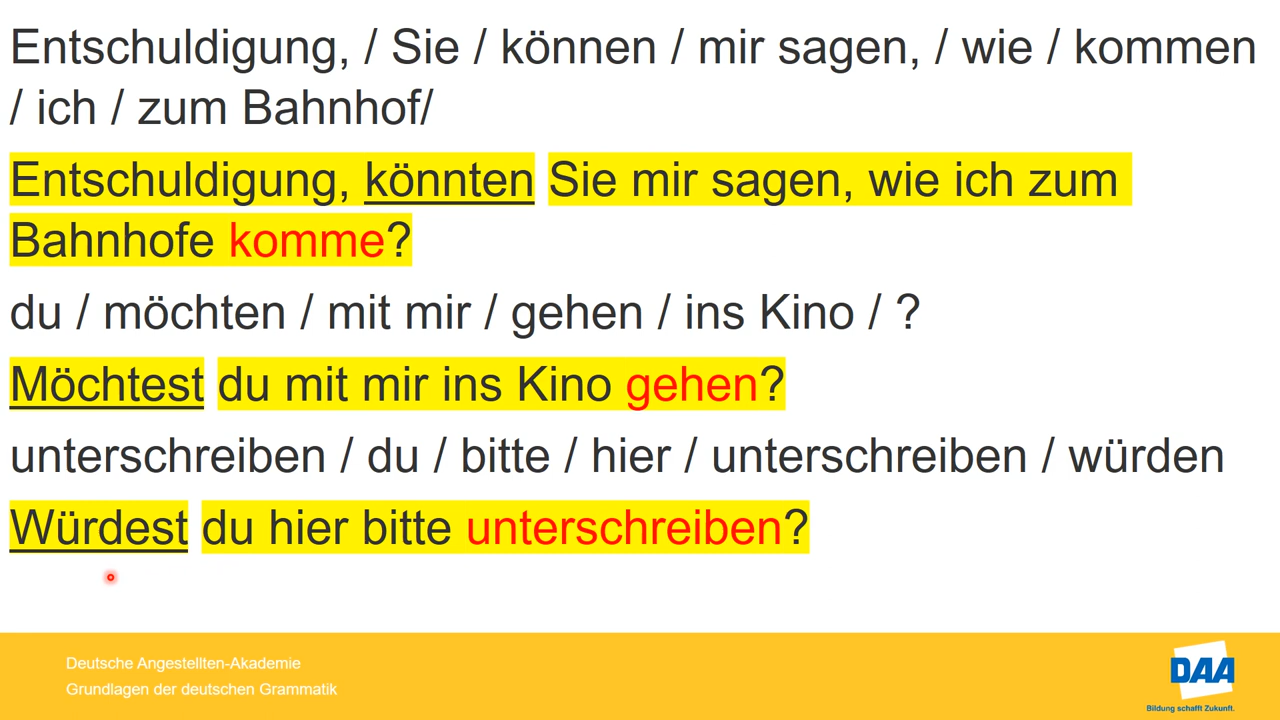 Entschuldigung, / Sie / können / mir sagen, / wie / kommen
/ ich / zum Bahnhof/
Entschuldigung, könnten Sie mir sagen, wie ich zum
Bahnhofe komme?
du / möchten / mit mir / gehen / ins Kino / ?
Möchtest du mit mir ins Kino gehen?
unterschreiben / du / bitte / hier / unterschreiben / würden
Würdest du hier bitte unterschreiben?
Deutsche Angestellten-Akademie
Grundlagen der deutschen Grammatik
DAA
Bildung schafft Zukunft.